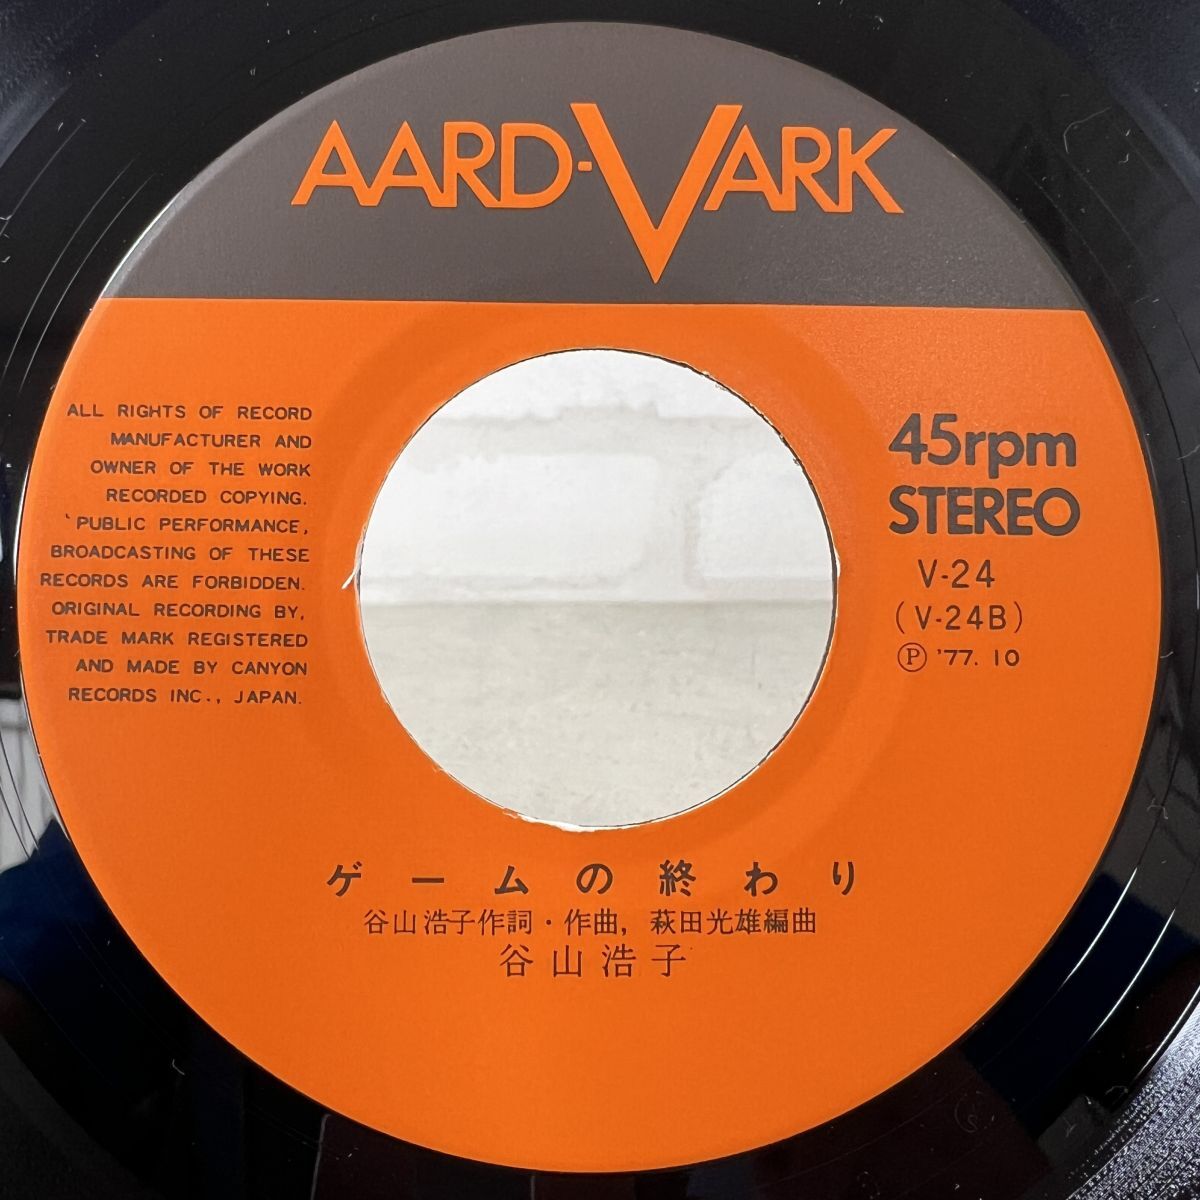 AARD-VARK
ALL RIGHTS OF RECORD
MANUFACTURER AND
OWNER OF THE WORK
RECORDED COPYING.
'PUBLIC PERFORMANCE,
BROADCASTING OF THESE
RECORDS ARE FORBIDDEN.
ORIGINAL RECORDING BY,
TRADE MARK REGISTERED
AND MADE BY CANYON
RECORDS INC., JAPAN.
45rpm
STEREO
V-24
(V-24B)
Ⓟ '77. 10
ゲームの終わり
谷山浩子作詞・作曲, 萩田光雄編曲
谷山浩子